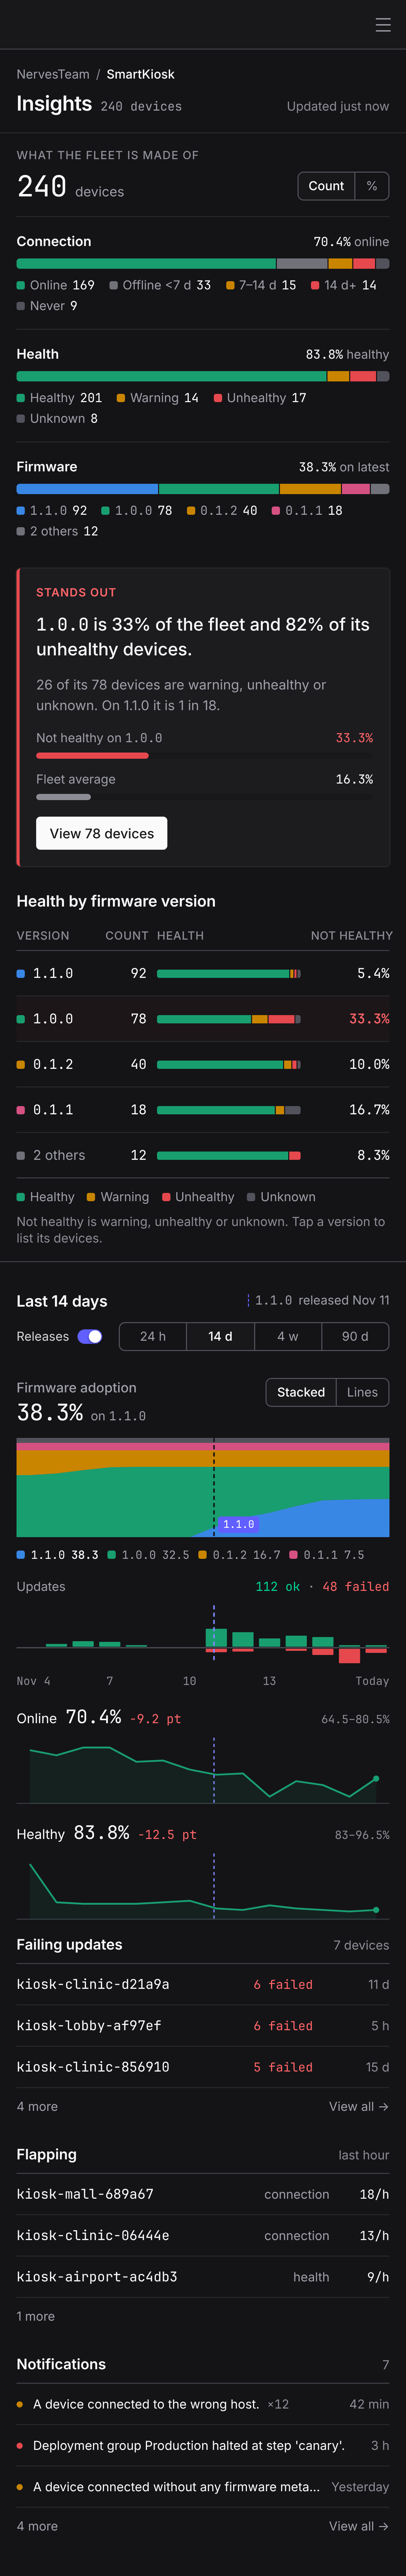 NervesTeam / SmartKiosk
Insights 240 devices Updated just now
WHAT THE FLEET IS MADE OF
240 devices Count %
Connection 70.4% online
Online 169 Offline <7 d 33 7–14 d 15 14 d+ 14
Never 9
Health 83.8% healthy
Healthy 201 Warning 14 Unhealthy 17
Unknown 8
Firmware 38.3% on latest
1.1.0 92 1.0.0 78 0.1.2 40 0.1.1 18
2 others 12
STANDS OUT
1.0.0 is 33% of the fleet and 82% of its
unhealthy devices.
26 of its 78 devices are warning, unhealthy or
unknown. On 1.1.0 it is 1 in 18.
Not healthy on 1.0.0 33.3%
Fleet average 16.3%
View 78 devices
Health by firmware version
VERSION COUNT HEALTH NOT HEALTHY
1.1.0 92 5.4%
1.0.0 78 33.3%
0.1.2 40 10.0%
0.1.1 18 16.7%
2 others 12 8.3%
Healthy Warning Unhealthy Unknown
Not healthy is warning, unhealthy or unknown. Tap a version to
list its devices.
Last 14 days 1.1.0 released Nov 11
Releases 24 h 14 d 4 w 90 d
Firmware adoption Stacked Lines
38.3% on 1.1.0
1.1.0
1.1.0 38.3 1.0.0 32.5 0.1.2 16.7 0.1.1 7.5
Updates 112 ok · 48 failed
Nov 4 7 10 13 Today
Online 70.4% -9.2 pt 64.5–80.5%
Healthy 83.8% -12.5 pt 83–96.5%
Failing updates 7 devices
kiosk-clinic-d21a9a 6 failed 11 d
kiosk-lobby-af97ef 6 failed 5 h
kiosk-clinic-856910 5 failed 15 d
4 more View all →
Flapping last hour
kiosk-mall-689a67 connection 18/h
kiosk-clinic-06444e connection 13/h
kiosk-airport-ac4db3 health 9/h
1 more
Notifications 7
A device connected to the wrong host. ×12 42 min
Deployment group Production halted at step 'canary'. 3 h
A device connected without any firmware meta... Yesterday
4 more View all →